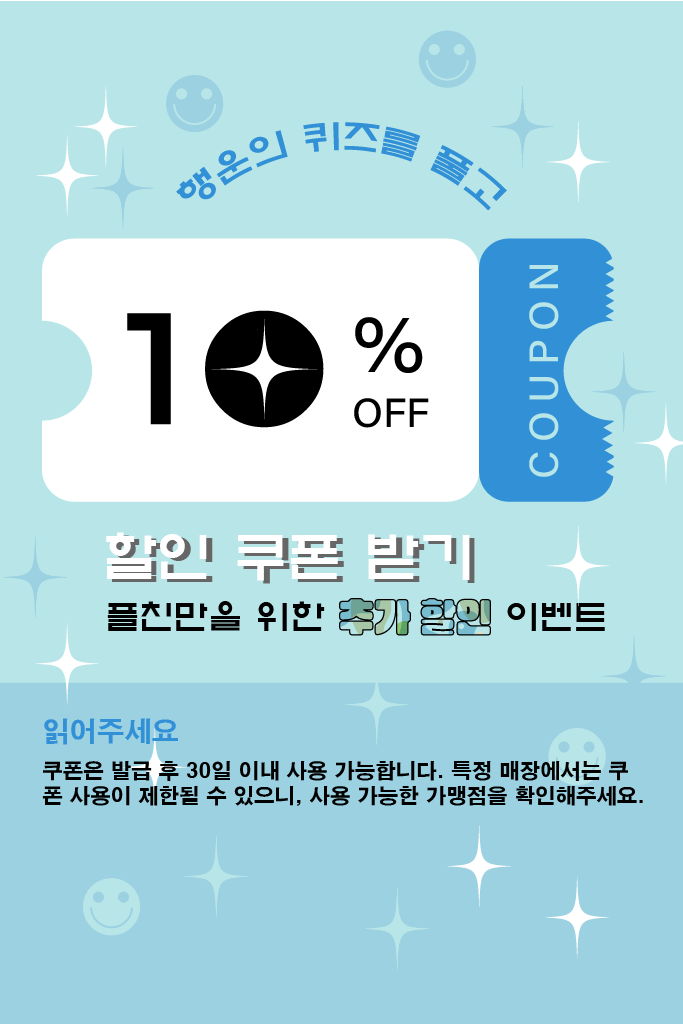 행운의 퀴즈를 풀고
10 % OFF
COUPON
할인 쿠폰 받기
플친만을 위한 추가 할인 이벤트
읽어주세요
쿠폰은 발급 후 30일 이내 사용 가능합니다. 특정 매장에서는 쿠
폰 사용이 제한될 수 있으니, 사용 가능한 가맹점을 확인해주세요.